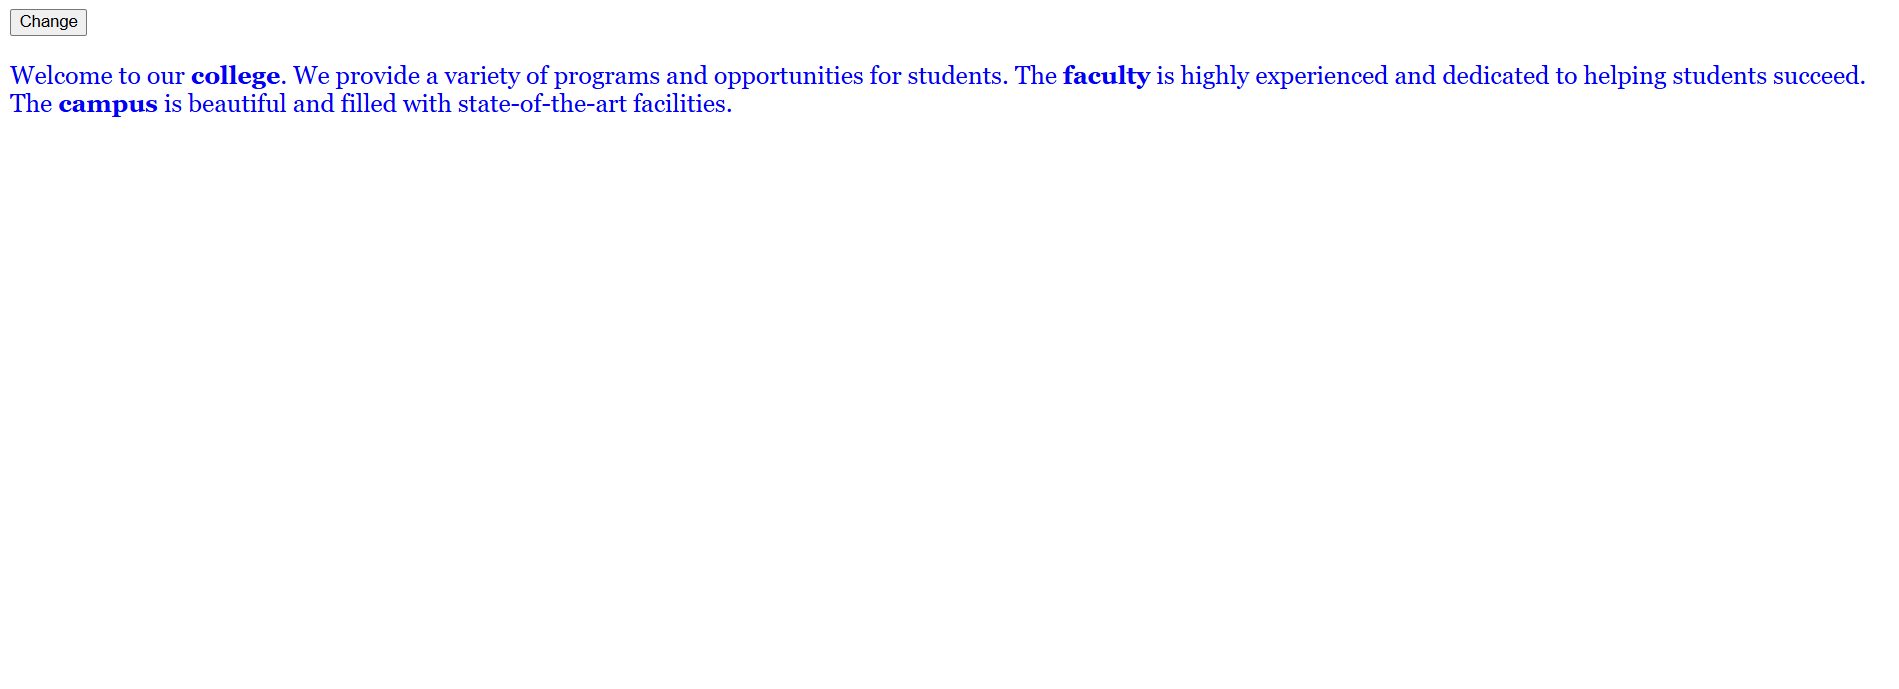 Change
Welcome to our college. We provide a variety of programs and opportunities for students. The faculty is highly experienced and dedicated to helping students succeed.
The campus is beautiful and filled with state-of-the-art facilities.